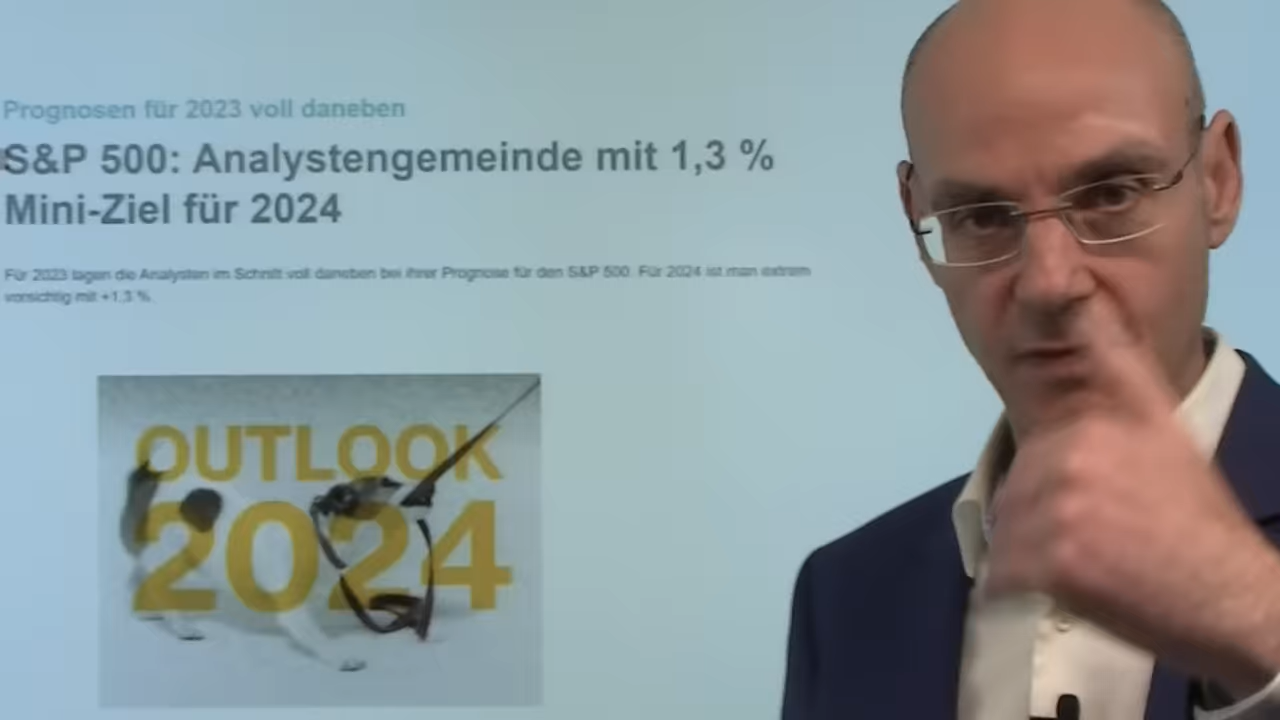 Prognosen für 2023 voll daneben
S&P 500: Analystengemeinde mit 1,3 %
Mini-Ziel für 2024
Für 2023 lagen die Analysten im Schnitt voll daneben bei ihrer Prognose für den S&P 500. Für 2024 ist man extrem
vorsichtig mit +1,3 %.
OUTLOOK
2024